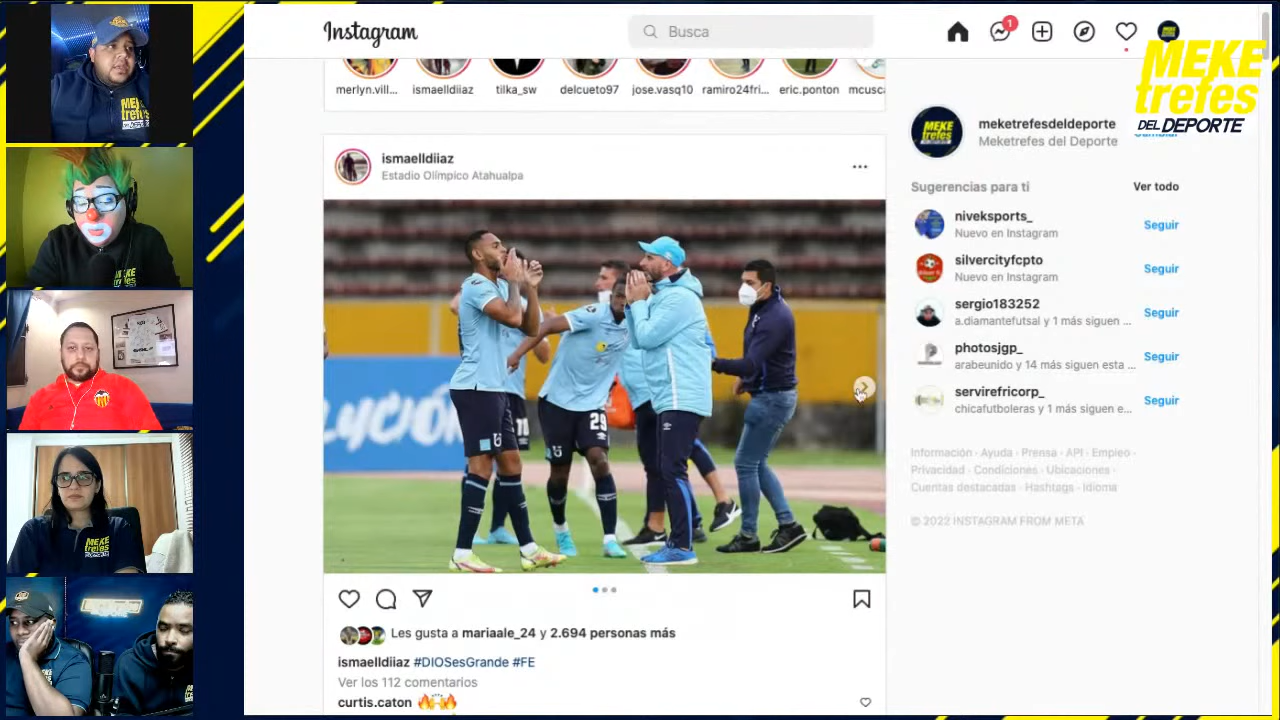 Instagram
Busca
1
MEKE
trefes
DEL DEPORTE
merlyn.vill...
ismaelldiiaz
tilka_sw
delcueto97
jose.vasq10
ramiro24fri...
eric.ponton
mcusca
ismaelldiiaz
Estadio Olímpico Atahualpa
29
Les gusta a mariaale_24 y 2.694 personas más
ismaelldiiaz #DIOSesGrande #FE
Ver los 112 comentarios
curtis.caton
meketrefesdeldeporte
Meketrefes del Deporte
Sugerencias para ti
Ver todo
niveksports_
Nuevo en Instagram
Seguir
silvercityfcpto
Nuevo en Instagram
Seguir
sergio183252
a.diamantefutsal y 1 más siguen ...
Seguir
photosjgp_
arabeunido y 14 más siguen esta ...
Seguir
servirefricorp_
chicafutboleras y 1 más siguen e...
Seguir
Información · Ayuda · Prensa · API · Empleo ·
Privacidad · Condiciones · Ubicaciones ·
Cuentas destacadas · Hashtags · Idioma
© 2022 INSTAGRAM FROM META